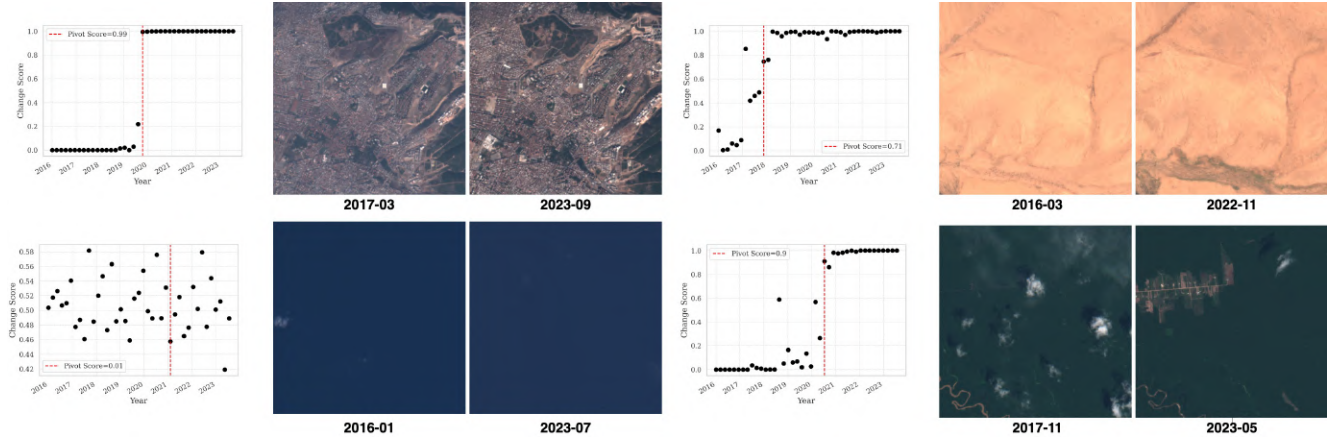 Change Score
1.0
0.8
0.6
0.4
0.2
0.0
Pivot Score=0.99
2016 2017 2018 2019 2020 2021 2022 2023
Year
2017-03
2023-09
Change Score
1.0
0.8
0.6
0.4
0.2
0.0
Pivot Score=0.71
2016 2017 2018 2019 2020 2021 2022 2023
Year
2016-03
2022-11
Change Score
0.58
0.56
0.54
0.52
0.50
0.48
0.46
0.44
0.42
Pivot Score=0.01
2016 2017 2018 2019 2020 2021 2022 2023
Year
2016-01
2023-07
Change Score
1.0
0.8
0.6
0.4
0.2
0.0
Pivot Score=0.9
2016 2017 2018 2019 2020 2021 2022 2023
Year
2017-11
2023-05